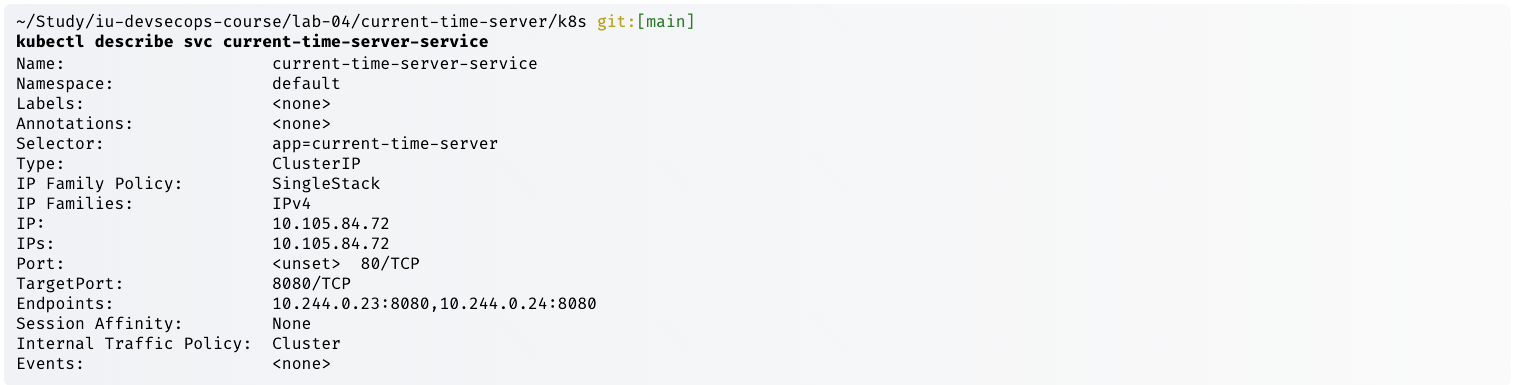 ~/Study/iu-devsecops-course/lab-04/current-time-server/k8s git:[main]
kubectl describe svc current-time-server-service
Name:                     current-time-server-service
Namespace:                default
Labels:                   <none>
Annotations:              <none>
Selector:                 app=current-time-server
Type:                     ClusterIP
IP Family Policy:         SingleStack
IP Families:              IPv4
IP:                       10.105.84.72
IPs:                      10.105.84.72
Port:                     <unset>  80/TCP
TargetPort:               8080/TCP
Endpoints:                10.244.0.23:8080,10.244.0.24:8080
Session Affinity:         None
Internal Traffic Policy:  Cluster
Events:                   <none>